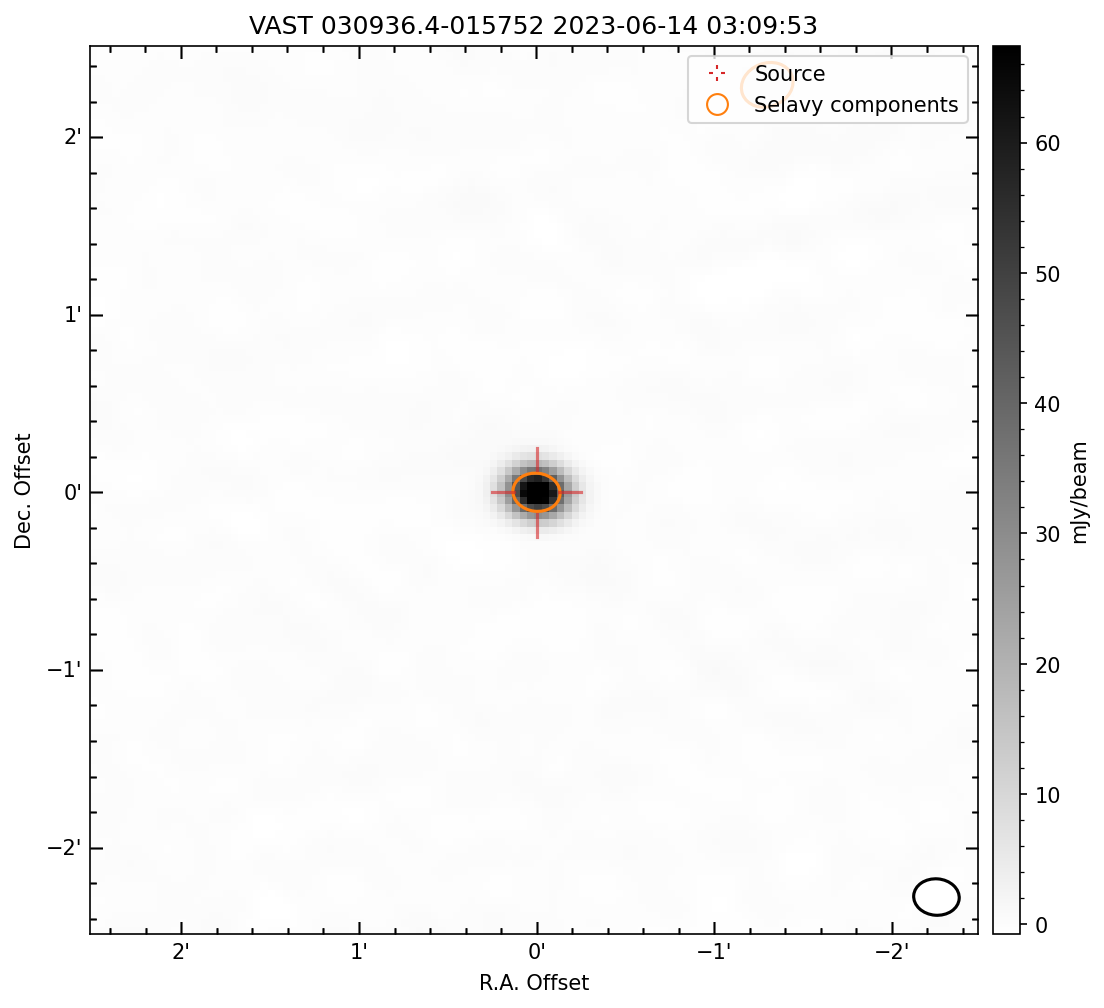 VAST 030936.4-015752 2023-06-14 03:09:53
Source
Selavy components
2'
1'
0'
−1'
−2'
Dec. Offset
2'
1'
0'
−1'
−2'
R.A. Offset
60
50
40
30
20
10
0
mJy/beam